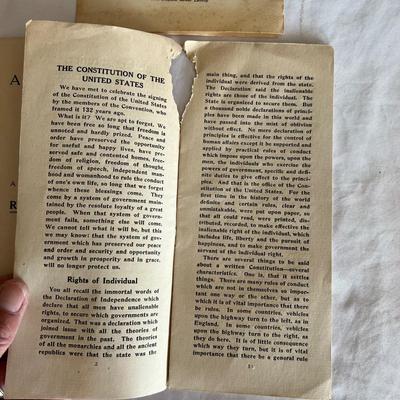 THE CONSTITUTION OF THE
UNITED STATES
We have met to celebrate the signing
of the Constitution of the United States
by the members of the Convention, who
framed it 132 years ago.
What is it? We are apt to forget. We
have been free so long that freedom is
unnoted and hardly prized. Peace and
order have preserved the opportunity
for useful and happy lives, have pre-
served safe and contented homes, free-
dom of religion, freedom of thought,
freedom of speech, independent man-
hood and womanhood to rule the conduct
of one's own life, so long that we forget
whence these blessings come. They
come by a system of government main-
tained by the resolute loyalty of a great
people. When that system of govern-
ment fails, something else will come.
We cannot tell what it will be, but this
we may know: that the system of gov-
ernment which has preserved our peace
and order and security and opportunity
and growth in prosperity and in grace,
will no longer protect us.
Rights of Individual
You all recall the immortal words of
the Declaration of Independence which
declare that all men have unalienable
rights, to secure which governments are
organized. That was a declaration which
joined issue with all the theories of
government in the past. The theories
of all the monarchies and all the ancient
republics were that the state was the
2
main thing, and that the rights of the
individual were derived from the state.
The Declaration said the inalienable
rights are those of the individual. The
State is organized to secure them. But
a thousand noble declarations of princi-
ples have been made in this world and
have passed into the mist of oblivion
without effect. No mere declaration of
principles is effective for the control of
human affairs except it be supported and
applied by practical rules of conduct
which impose upon the powers, upon the
men, the individuals who exercise the
powers of government, specific and defi-
nite duties to give effect to the princi-
ples. And that is the office of the Con-
stitution of the United States. For the
first time in the history of the world
definite and certain rules, clear and
unmistakable, were put upon paper, so
that all could read, were printed, dis-
tributed, recorded, to make effective the
inalienable right of the individual, which
includes life, liberty and the pursuit of
happiness, and to make government the
servant of the individual right.
There are several things to be said
about a written Constitution—several
characteristics. One is, that it settles
things. There are many rules of conduct
which are not in themselves so impor-
tant one way or the other, but as to
which it is of vital importance that there
be rules. In some countries, vehicles
upon the highway turn to the left, as in
England. In some countries, vehicles
upon the highway turn to the right, as
they do here. It is of little consequence
which way they turn, but it is of vital
importance that there be a general rule